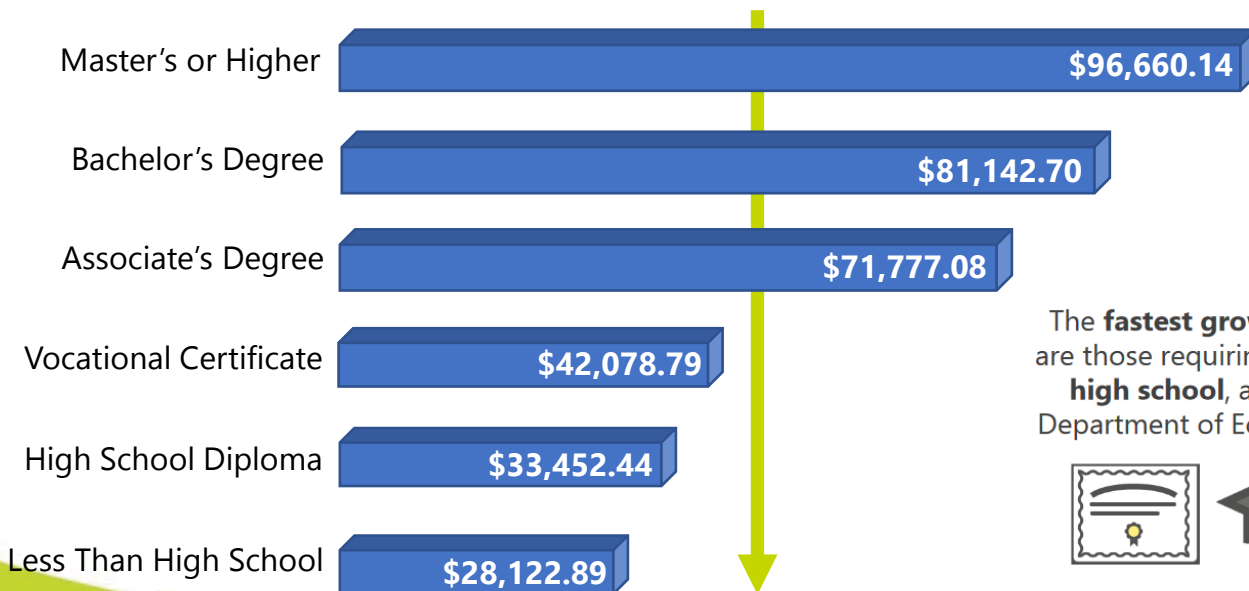 Master’s or Higher
$96,660.14
Bachelor’s Degree
$81,142.70
Associate’s Degree
$71,777.08
Vocational Certificate
$42,078.79
High School Diploma
$33,452.44
Less Than High School
$28,122.89
The fastest
are those
high school,
Department of